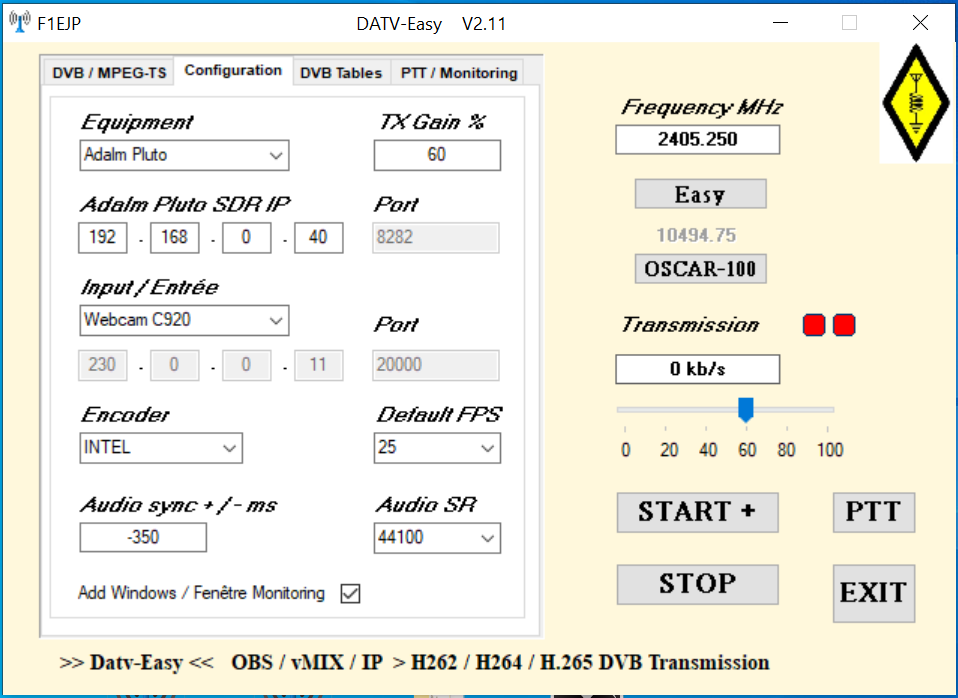 F1EJP DATV-Easy V2.11
DVB / MPEG-TS Configuration DVB Tables PTT / Monitoring
Equipment TX Gain %
Adalm Pluto 60
Adalm Pluto SDR IP Port
192 . 168 . 0 . 40 8282
Input / Entrée
Webcam C920 Port
230 . 0 . 0 . 11 20000
Encoder Default FPS
INTEL 25
Audio sync + / - ms Audio SR
-350 44100
Add Windows / Fenêtre Monitoring
Frequency MHz
2405.250
Easy
10494.75
OSCAR-100
Transmission
0 kb/s
0 20 40 60 80 100
START + PTT
STOP EXIT
>> Datv-Easy << OBS / vMIX / IP > H262 / H264 / H.265 DVB Transmission